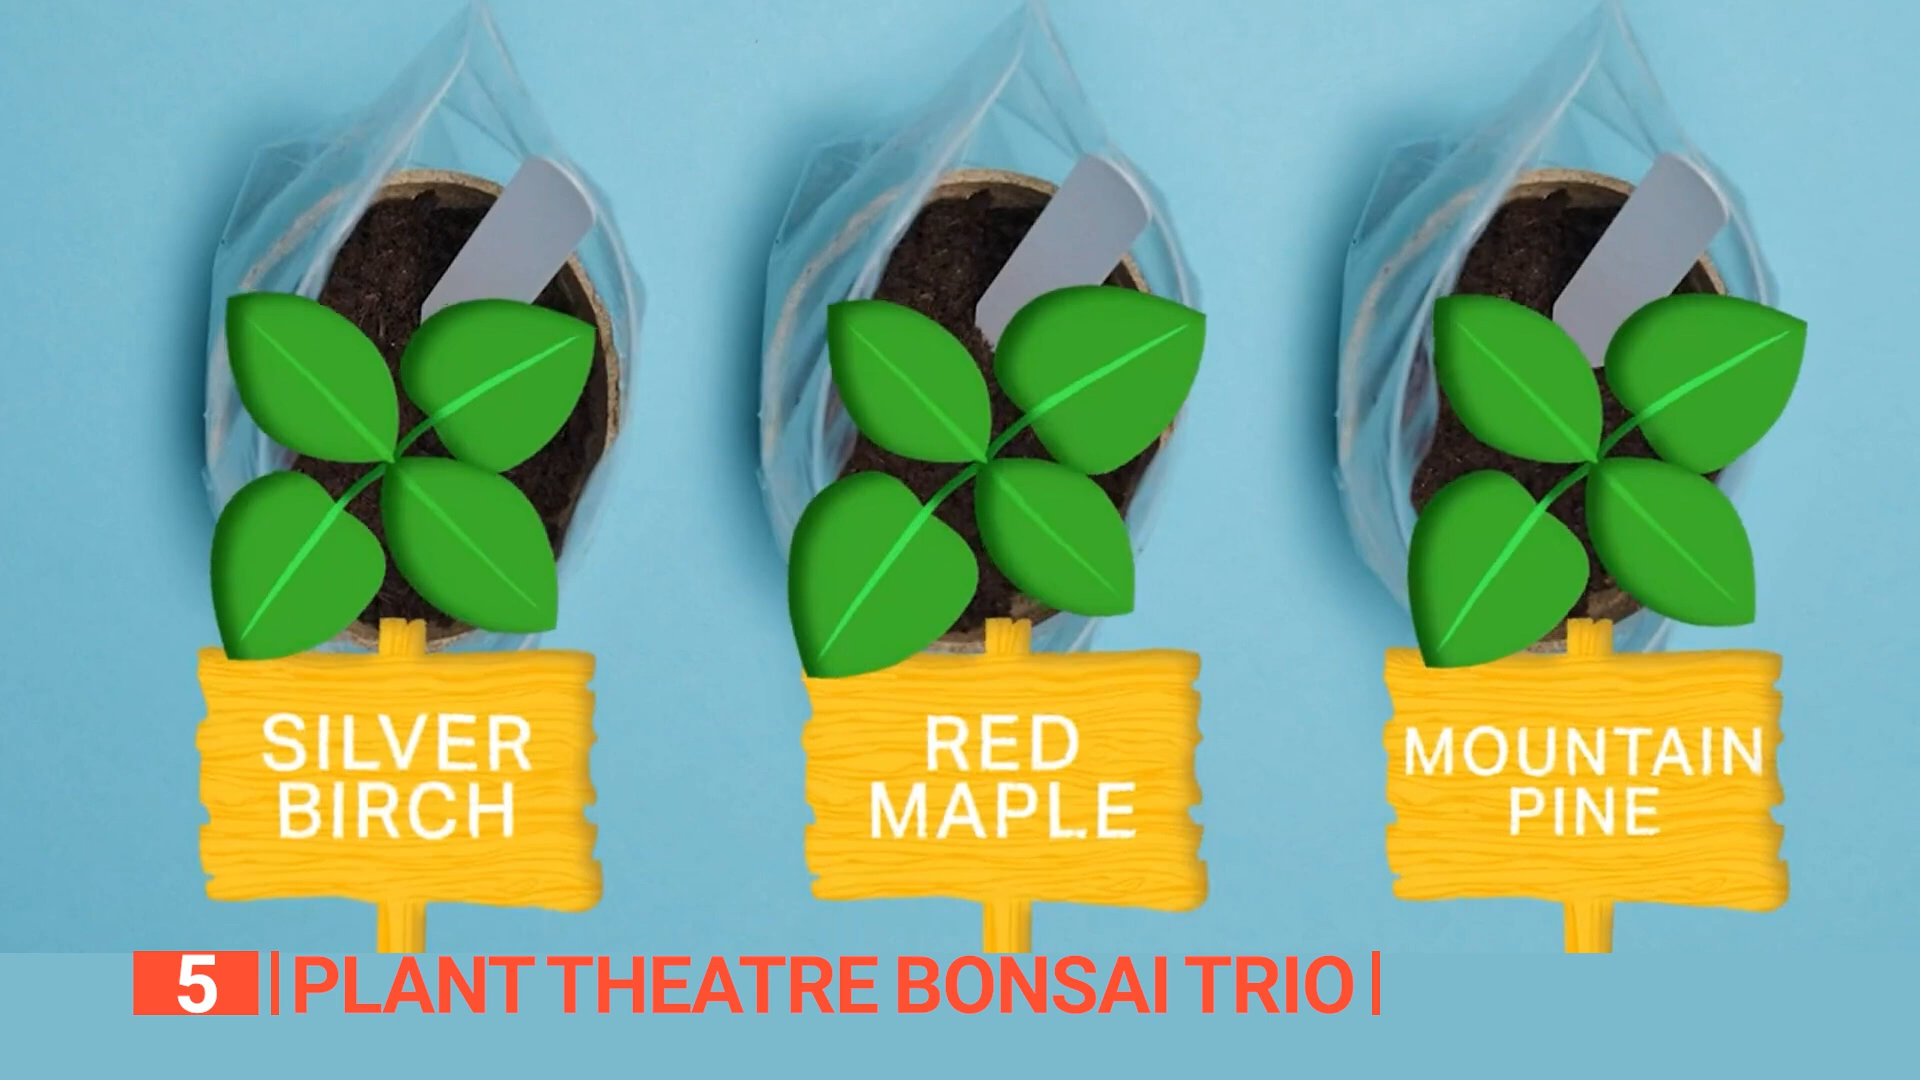 SILVER
BIRCH
RED
MAPLE
MOUNTAIN
PINE
5 PLANT THEATRE BONSAI TRIO